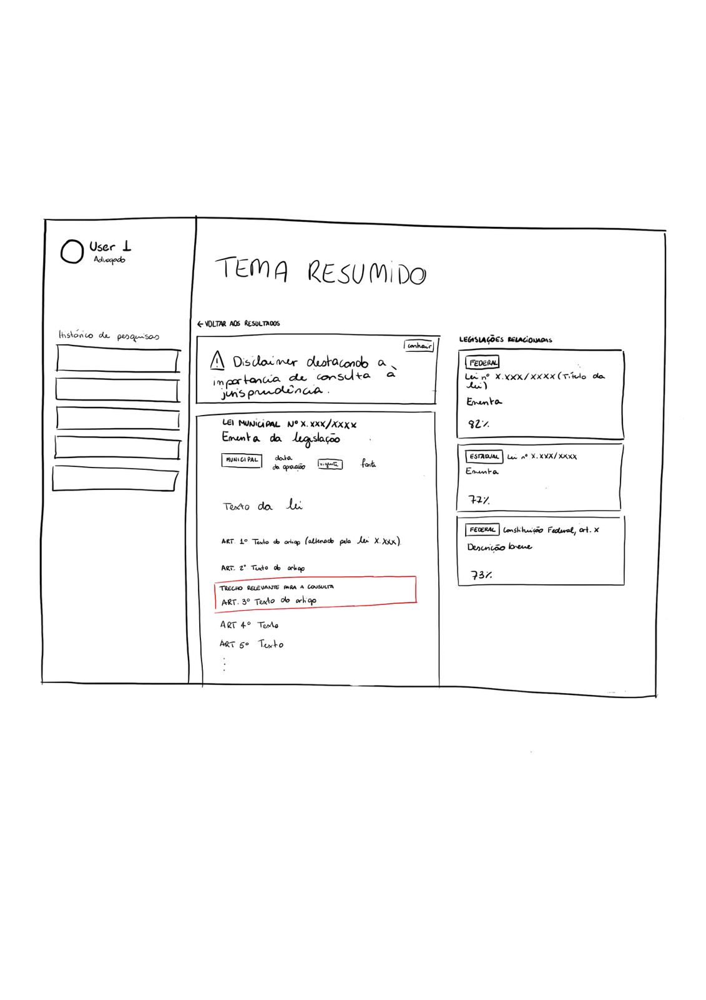 User 1
Advogado
TEMA RESUMIDO
Histórico de pesquisas
← VOLTAR AOS RESULTADOS
⚠ Disclaimer destacando a
importancia de consulta à
jurisprudência.
LEI MUNICIPAL Nº X.XXX/XXXX
Ementa da legislação
MUNICIPAL
data
vigente
fonte
Texto da lei
ART. 1º Texto do artigo (alterado pela lei X.XXX).
ART. 2º Texto do artigo
TRECHO RELEVANTE PARA A CONSULTA
ART. 3º Texto do artigo
ART 4º Texto
ART 5º Texto
LEGISLAÇÕES RELACIONADAS
FEDERAL
Lei nº X.XXX/XXXX (Título da
lei)
Ementa
82%
ESTADUAL Lei nº X.XXX/XXXX
Ementa
77%
FEDERAL Constituição Federal, art. X
Descrição breve
73%